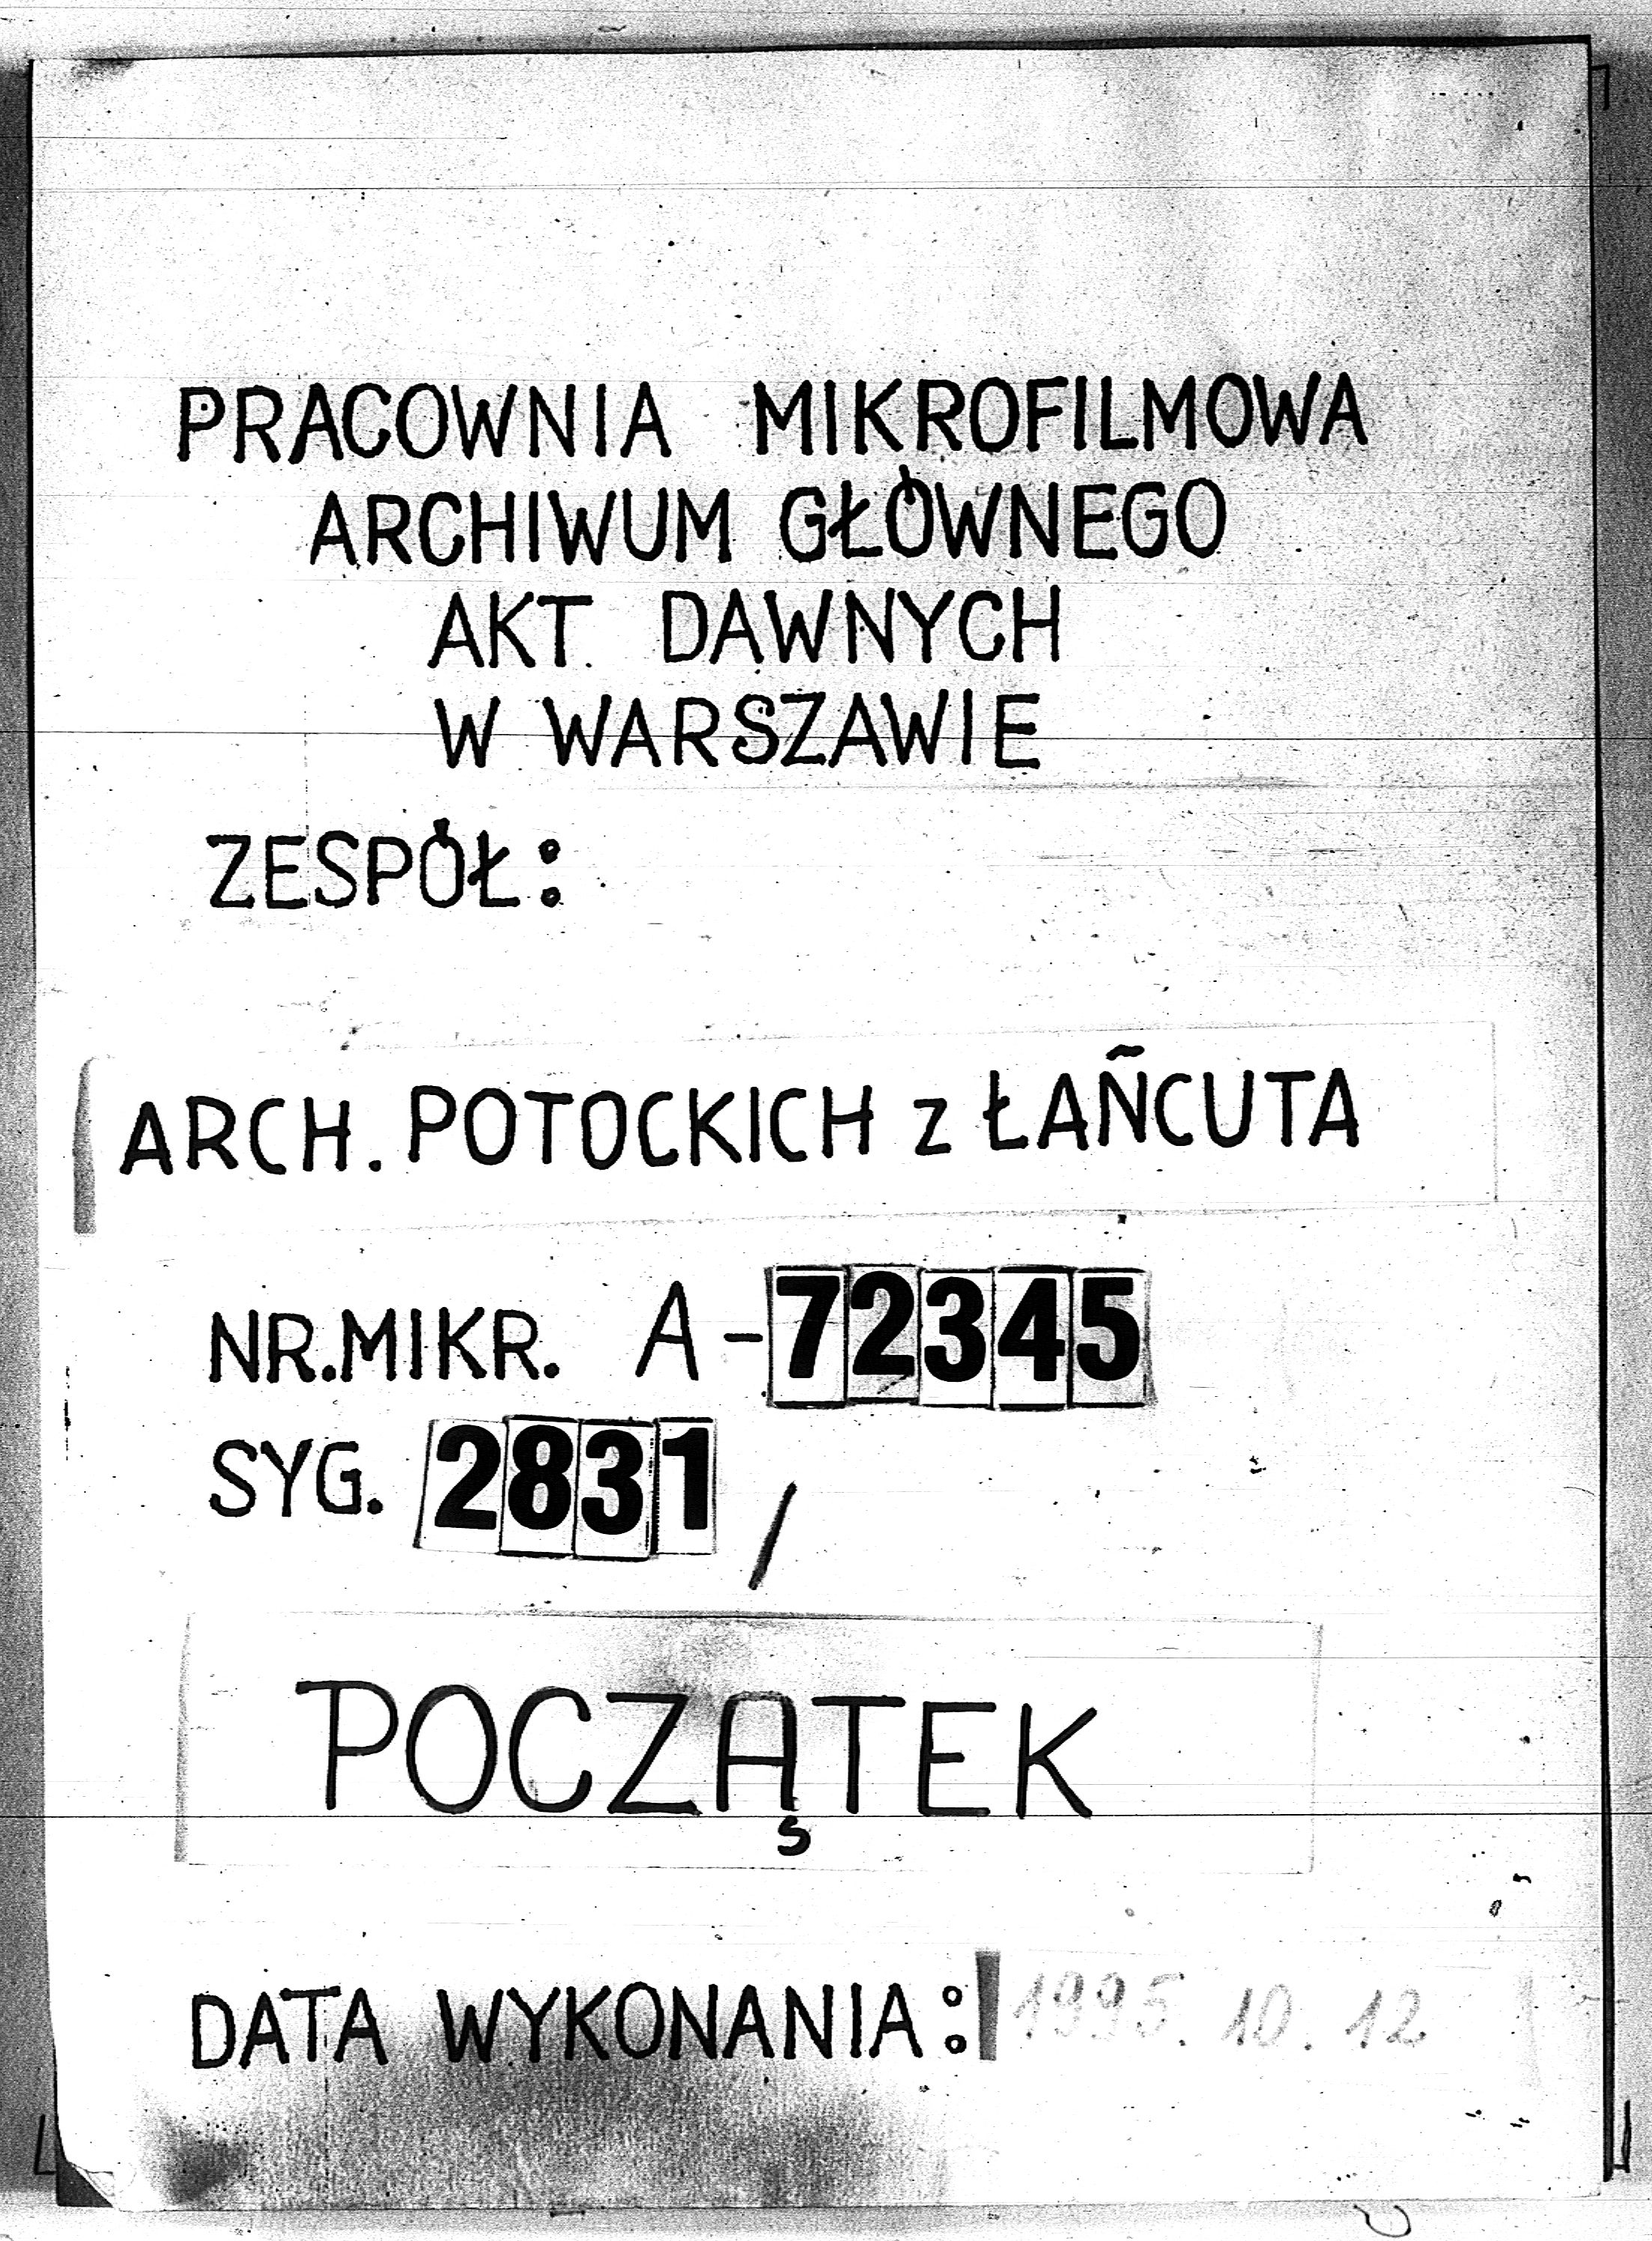 PRACOWNIA MIKROFILMOWA
ARCHIWUM GŁÓWNEGO
AKT DAWNYCH
W WARSZAWIE
ZESPÓŁ:
ARCH. POTOCKICH z ŁAŃCUTA
NR.MIKR. A-72345
SYG. 2831/
POCZĄTEK
DATA WYKONANIA: 1995.10.12